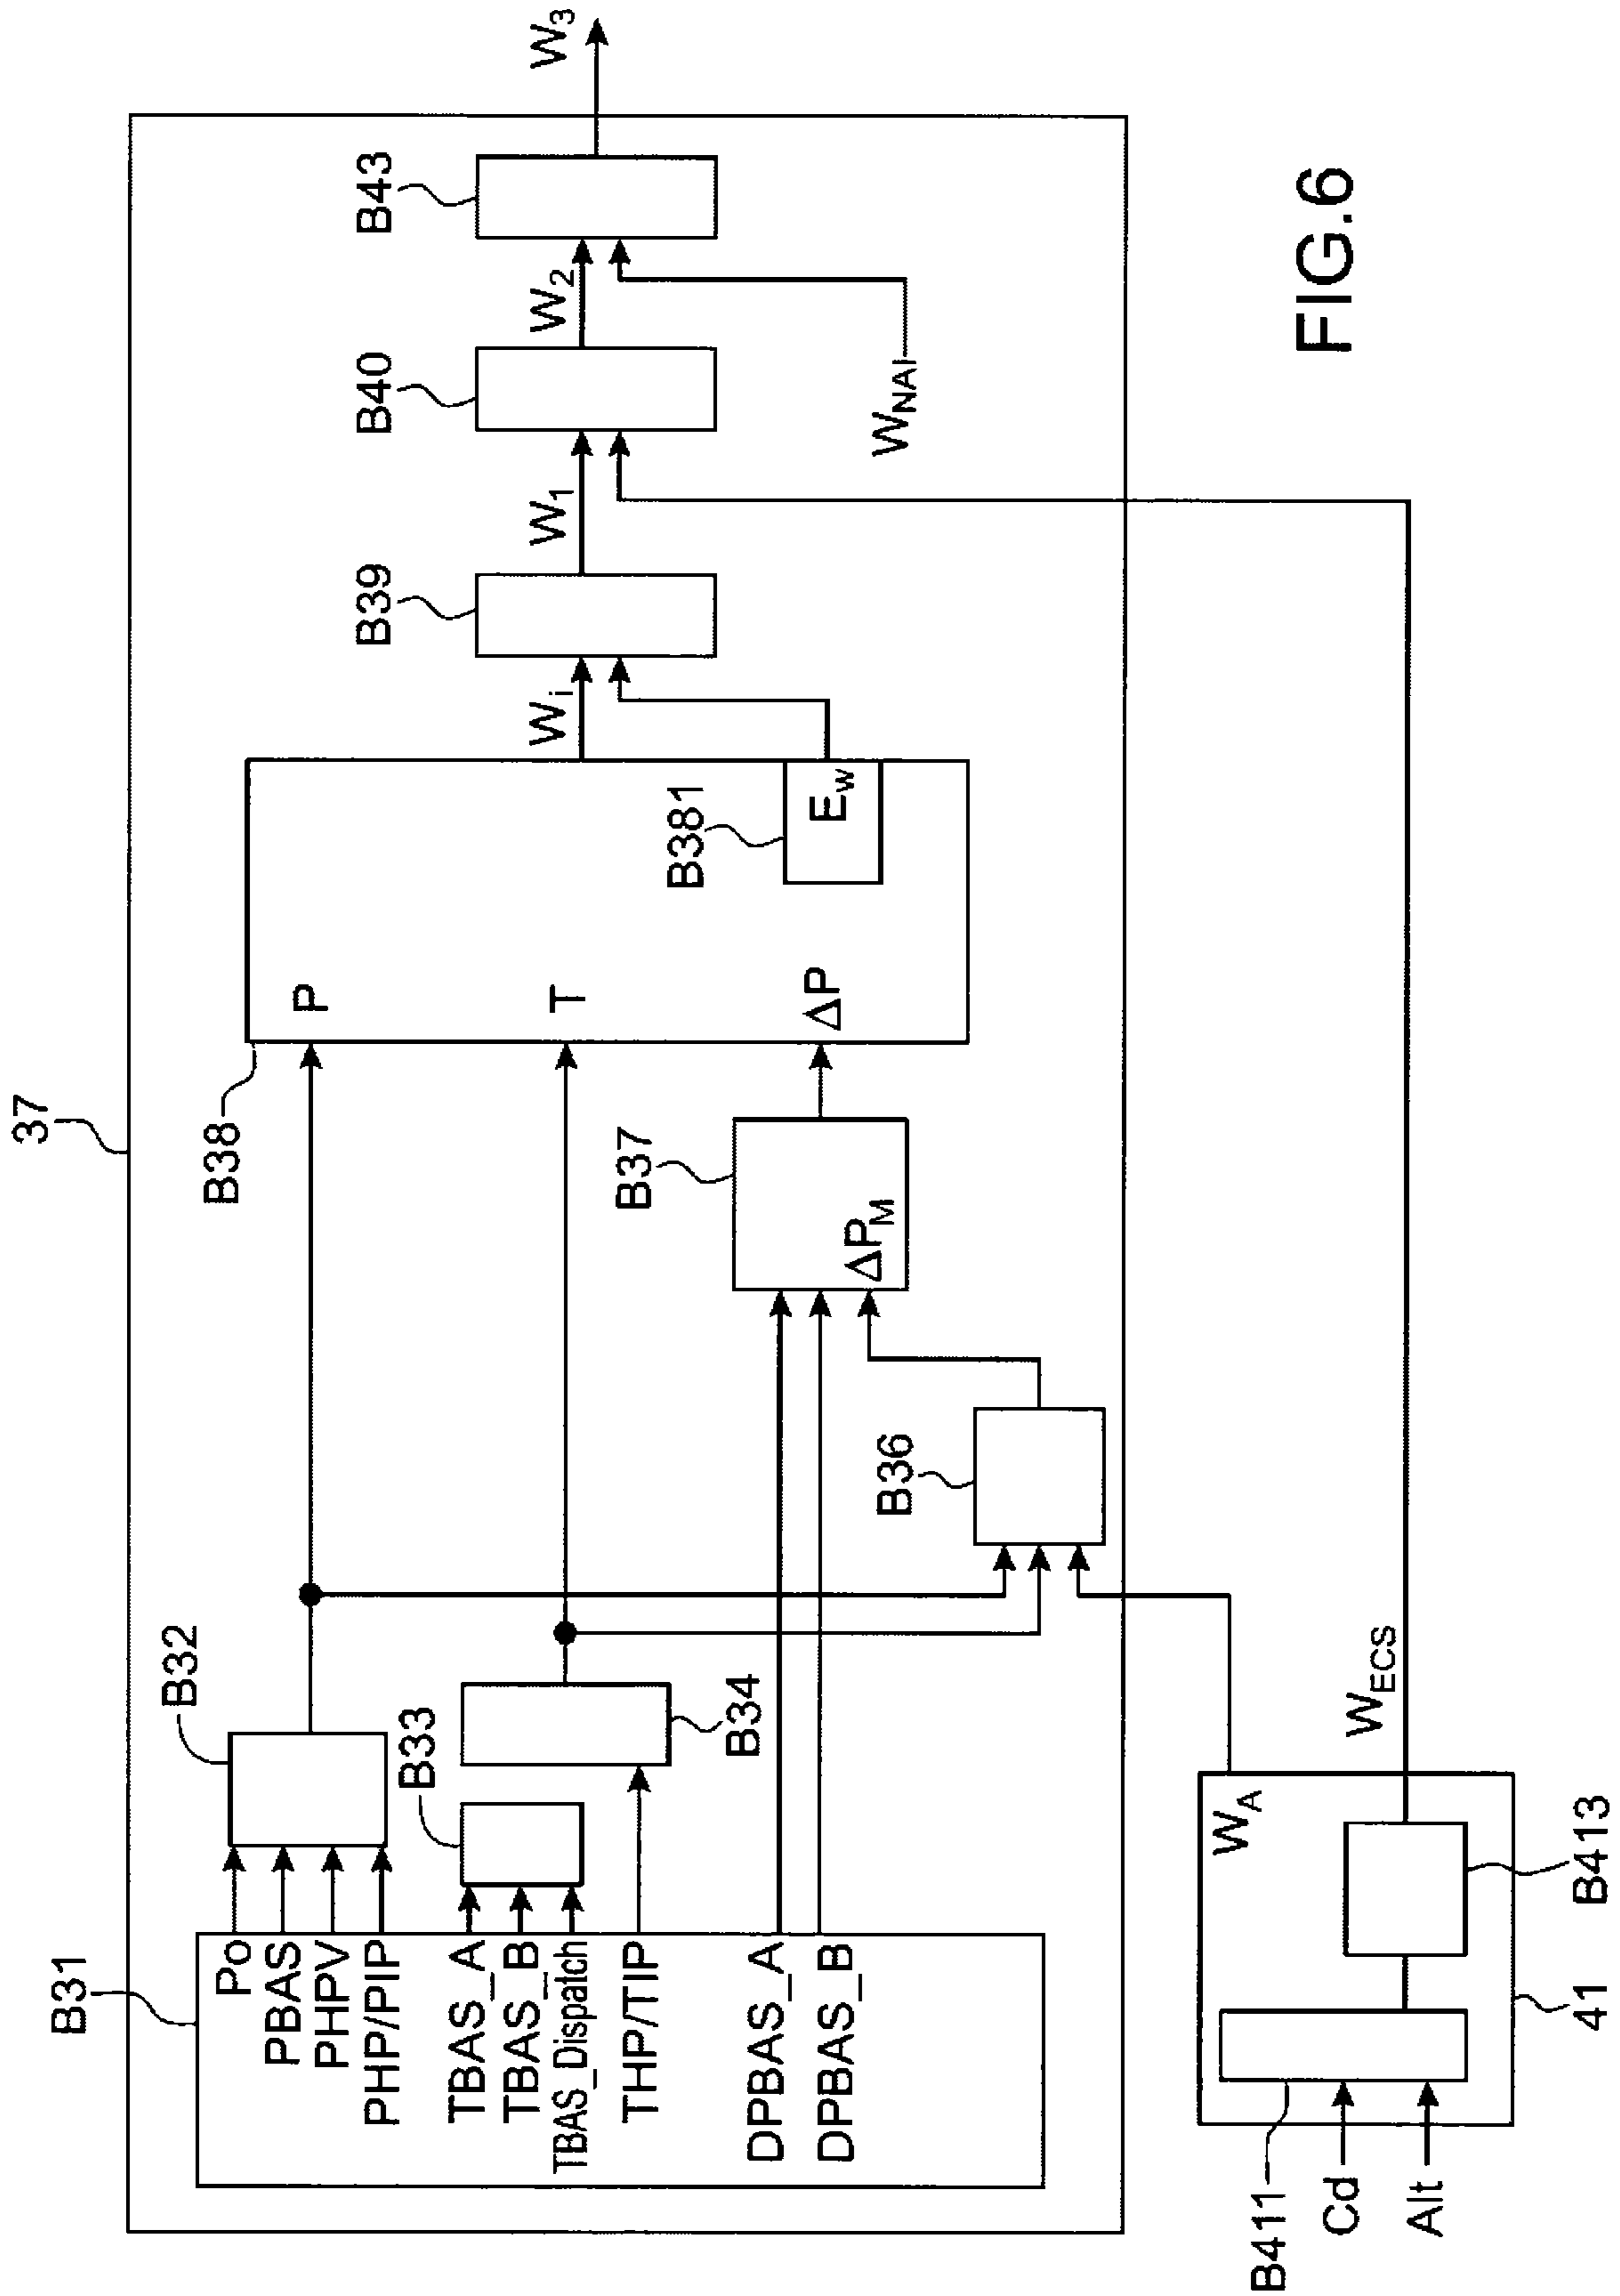 37
B31
Po
PBAS
PHPV
PHP/PIP
TBAS_A
TBAS_B
TBAS_Dispatch
THP/TIP
DPBAS_A
DPBAS_B
B32
B33
B34
B36
B37
ΔPM
B38
P
T
ΔP
B381
Ew
Wi
B39
W1
B40
W2
B43
W3
WNAI
B411
Cd
Alt
41
B413
WA
WECS
FIG.6